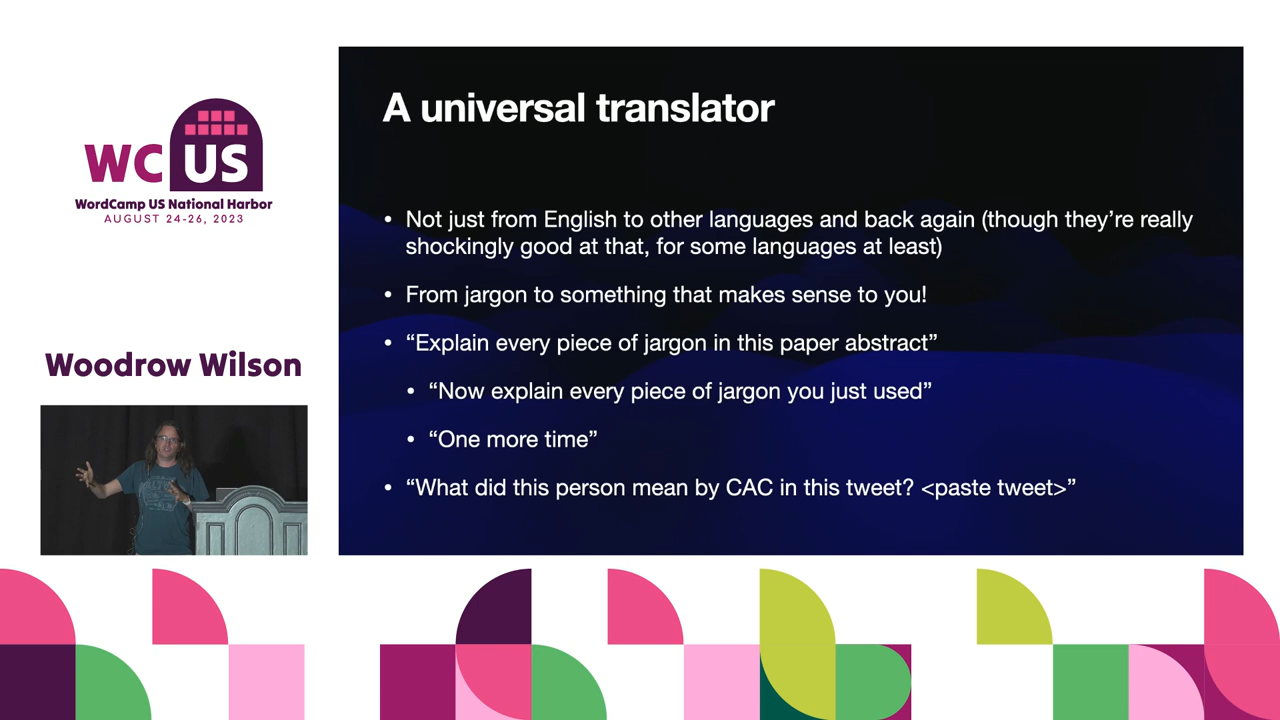 WC US
WordCamp US National Harbor
AUGUST 24-26, 2023
Woodrow Wilson
A universal translator
• Not just from English to other languages and back again (though they’re really
shockingly good at that, for some languages at least)
• From jargon to something that makes sense to you!
• “Explain every piece of jargon in this paper abstract”
• “Now explain every piece of jargon you just used”
• “One more time”
• “What did this person mean by CAC in this tweet? <paste tweet>”